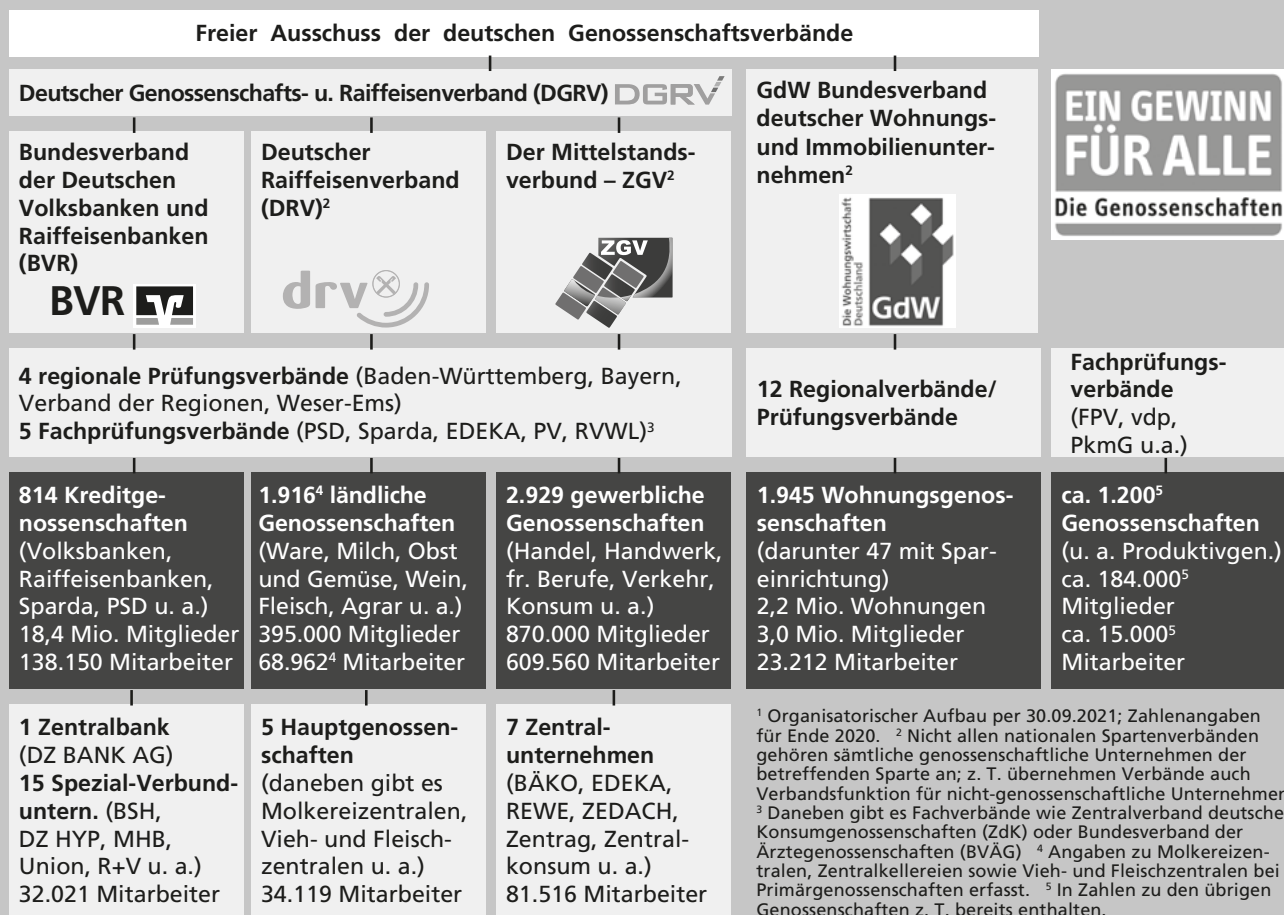 Freier Ausschuss der deutschen Genossenschaftsverbände
Deutscher Genossenschafts- u. Raiffeisenverband (DGRV) DGRV
Bundesverband
der Deutschen
Volksbanken und
Raiffeisenbanken
(BVR)
BVR
Deutscher
Raiffeisenverband
(DRV)²
drv
Der Mittelstands-
verbund – ZGV²
ZGV
GdW Bundesverband
deutscher Wohnungs-
und Immobilienunter-
nehmen²
Die Wohnungswirtschaft
Deutschland
GdW
EIN GEWINN
FÜR ALLE
Die Genossenschaften
4 regionale Prüfungsverbände (Baden-Württemberg, Bayern,
Verband der Regionen, Weser-Ems)
5 Fachprüfungsverbände (PSD, Sparda, EDEKA, PV, RVWL)³
12 Regionalverbände/
Prüfungsverbände
Fachprüfungs-
verbände
(FPV, vdp,
PkmG u.a.)
814 Kreditge-
nossenschaften
(Volksbanken,
Raiffeisenbanken,
Sparda, PSD u. a.)
18,4 Mio. Mitglieder
138.150 Mitarbeiter
1.916⁴ ländliche
Genossenschaften
(Ware, Milch, Obst
und Gemüse, Wein,
Fleisch, Agrar u. a.)
395.000 Mitglieder
68.962⁴ Mitarbeiter
2.929 gewerbliche
Genossenschaften
(Handel, Handwerk,
fr. Berufe, Verkehr,
Konsum u. a.)
870.000 Mitglieder
609.560 Mitarbeiter
1.945 Wohnungsgenos-
senschaften
(darunter 47 mit Spar-
einrichtung)
2,2 Mio. Wohnungen
3,0 Mio. Mitglieder
23.212 Mitarbeiter
ca. 1.200⁵
Genossenschaften
(u. a. Produktivgen.)
ca. 184.000⁵
Mitglieder
ca. 15.000⁵
Mitarbeiter
1 Zentralbank
(DZ BANK AG)
15 Spezial-Verbund-
untern. (BSH,
DZ HYP, MHB,
Union, R+V u. a.)
32.021 Mitarbeiter
5 Hauptgenossen-
schaften
(daneben gibt es
Molkereizentralen,
Vieh- und Fleisch-
zentralen u. a.)
34.119 Mitarbeiter
7 Zentral-
unternehmen
(BÄKO, EDEKA,
REWE, ZEDACH,
Zentrag, Zentral-
konsum u. a.)
81.516 Mitarbeiter
¹ Organisatorischer Aufbau per 30.09.2021; Zahlenangaben
für Ende 2020. ² Nicht allen nationalen Spartenverbänden
gehören sämtliche genossenschaftliche Unternehmen der
betreffenden Sparte an; z. T. übernehmen Verbände auch
Verbandsfunktion für nicht-genossenschaftliche Unternehmen
³ Daneben gibt es Fachverbände wie Zentralverband deutsche
Konsumgenossenschaften (ZdK) oder Bundesverband der
Ärztegenossenschaften (BVÄG) ⁴ Angaben zu Molkereizen-
tralen, Zentralkellereien sowie Vieh- und Fleischzentralen bei
Primärgenossenschaften erfasst. ⁵ In Zahlen zu den übrigen
Genossenschaften z. T. bereits enthalten.